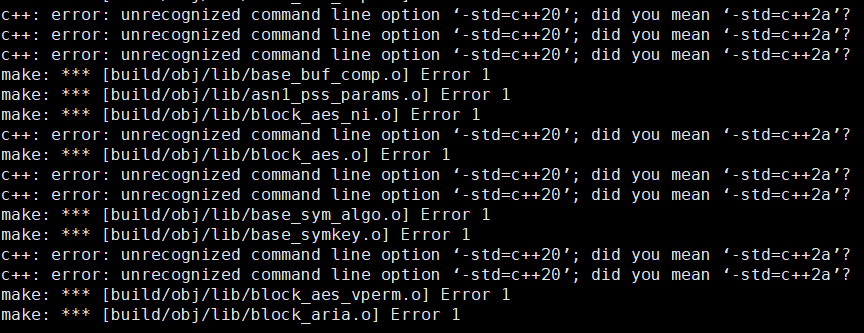 c++: error: unrecognized command line option ‘-std=c++20’; did you mean ‘-std=c++2a’?
c++: error: unrecognized command line option ‘-std=c++20’; did you mean ‘-std=c++2a’?
c++: error: unrecognized command line option ‘-std=c++20’; did you mean ‘-std=c++2a’?
make: *** [build/obj/lib/base_buf_comp.o] Error 1
make: *** [build/obj/lib/asn1_pss_params.o] Error 1
make: *** [build/obj/lib/block_aes_ni.o] Error 1
c++: error: unrecognized command line option ‘-std=c++20’; did you mean ‘-std=c++2a’?
make: *** [build/obj/lib/block_aes.o] Error 1
c++: error: unrecognized command line option ‘-std=c++20’; did you mean ‘-std=c++2a’?
c++: error: unrecognized command line option ‘-std=c++20’; did you mean ‘-std=c++2a’?
make: *** [build/obj/lib/base_sym_algo.o] Error 1
make: *** [build/obj/lib/base_symkey.o] Error 1
c++: error: unrecognized command line option ‘-std=c++20’; did you mean ‘-std=c++2a’?
c++: error: unrecognized command line option ‘-std=c++20’; did you mean ‘-std=c++2a’?
make: *** [build/obj/lib/block_aes_vperm.o] Error 1
make: *** [build/obj/lib/block_aria.o] Error 1